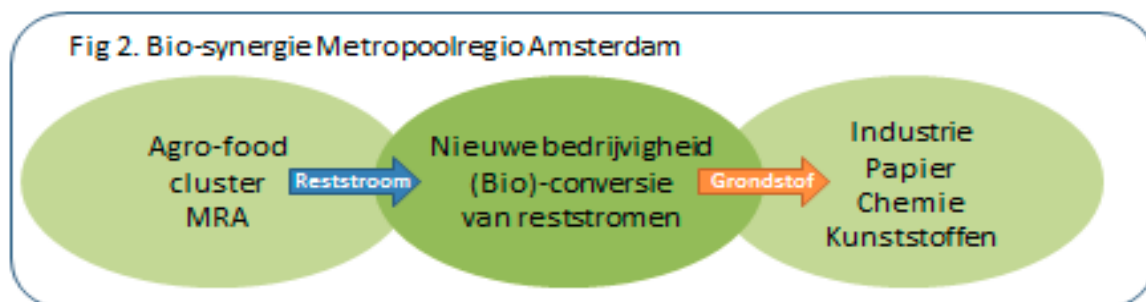 Fig 2. Bio-synergie Metropoolregio Amsterdam
Agro-food
cluster
MRA
Reststroom
Nieuwe bedrijvigheid
(Bio)-conversie
van reststromen
Grondstof
Industrie
Papier
Chemie
Kunststoffen